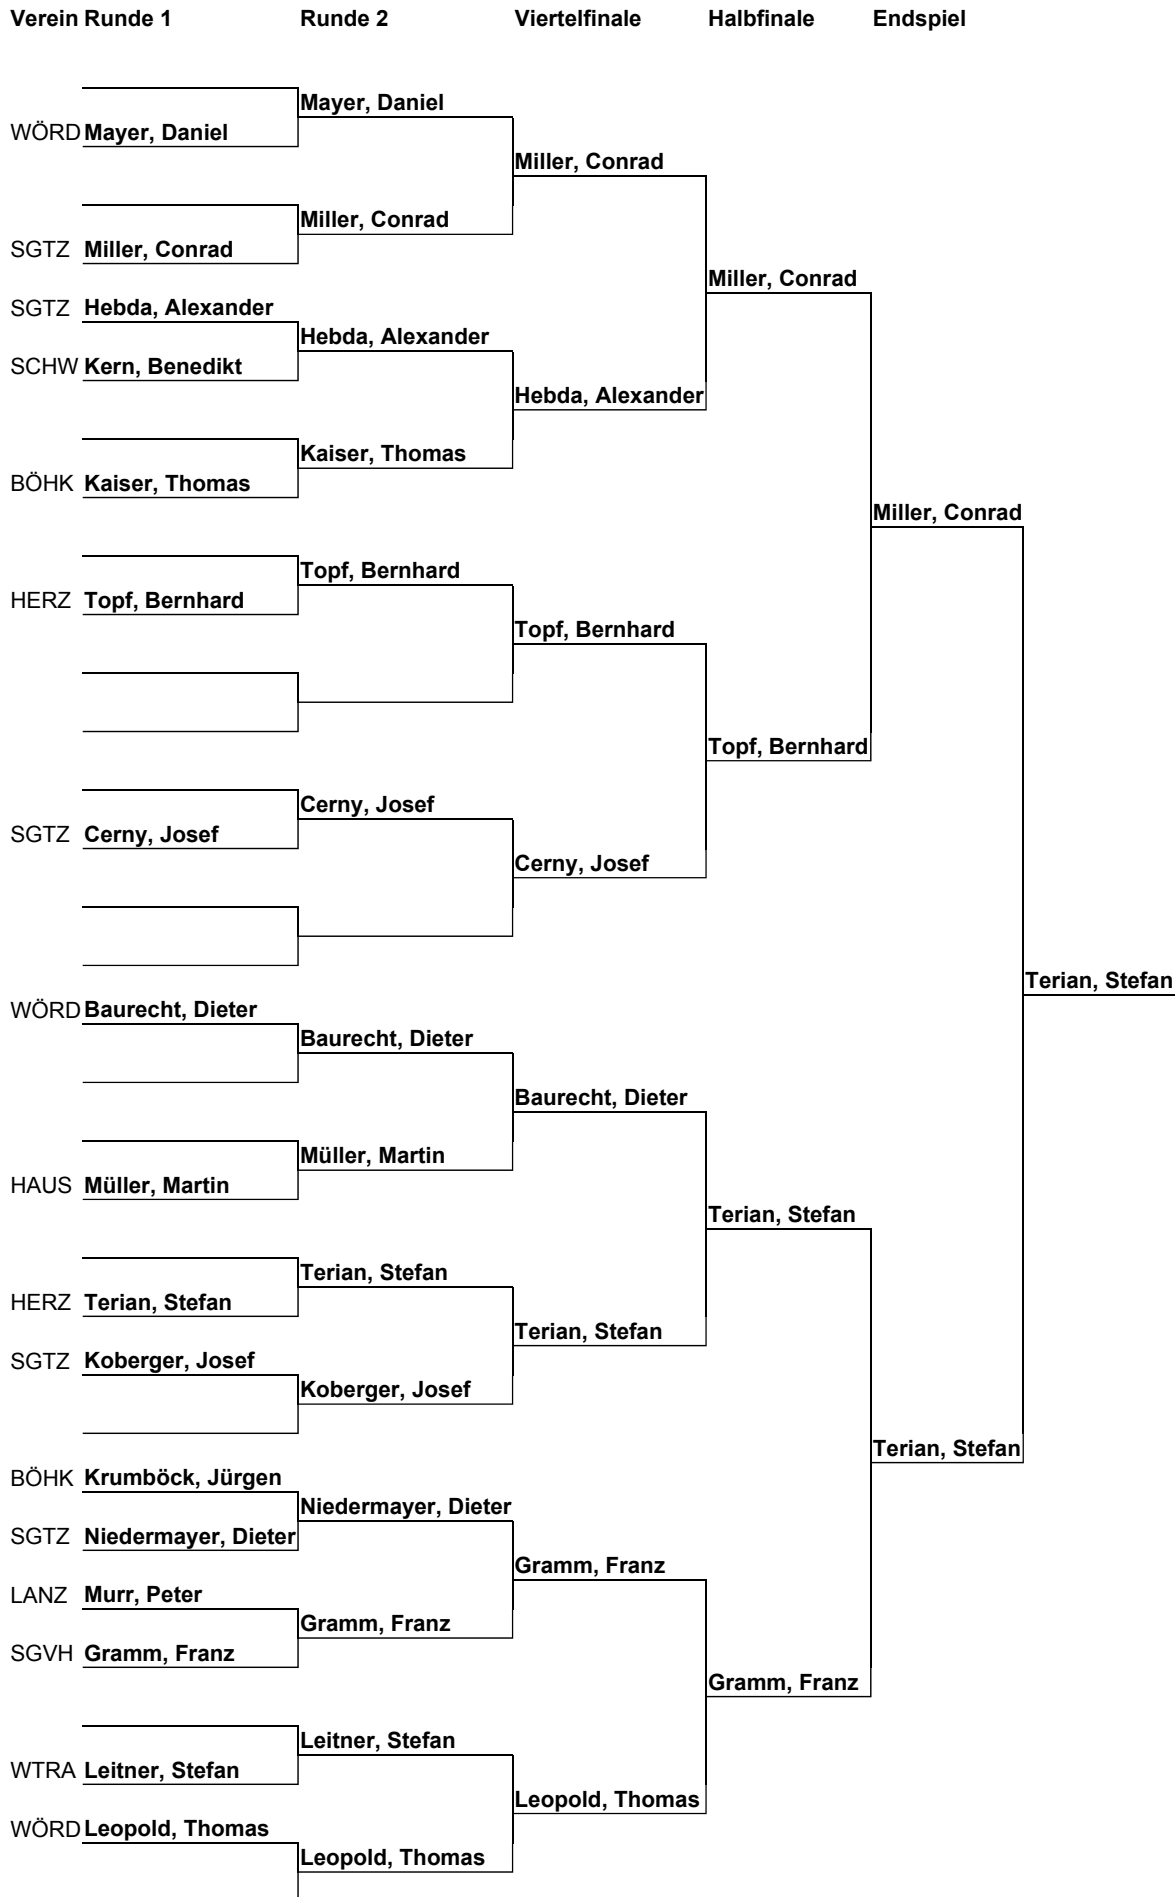 Verein Runde 1 Runde 2 Viertelfinale Halbfinale Endspiel
Mayer, Daniel
WÖRD Mayer, Daniel
Miller, Conrad
Miller, Conrad
SGTZ Miller, Conrad
Miller, Conrad
SGTZ Hebda, Alexander
Hebda, Alexander
SCHW Kern, Benedikt
Hebda, Alexander
Kaiser, Thomas
BÖHK Kaiser, Thomas
Miller, Conrad
Topf, Bernhard
HERZ Topf, Bernhard
Topf, Bernhard
Topf, Bernhard
Cerny, Josef
SGTZ Cerny, Josef
Cerny, Josef
Terian, Stefan
WÖRD Baurecht, Dieter
Baurecht, Dieter
Baurecht, Dieter
Müller, Martin
HAUS Müller, Martin
Terian, Stefan
Terian, Stefan
HERZ Terian, Stefan
Terian, Stefan
SGTZ Koberger, Josef
Koberger, Josef
Terian, Stefan
BÖHK Krumböck, Jürgen
Niedermayer, Dieter
SGTZ Niedermayer, Dieter
Gramm, Franz
LANZ Murr, Peter
Gramm, Franz
SGVH Gramm, Franz
Gramm, Franz
Leitner, Stefan
WTRA Leitner, Stefan
Leopold, Thomas
WÖRD Leopold, Thomas
Leopold, Thomas